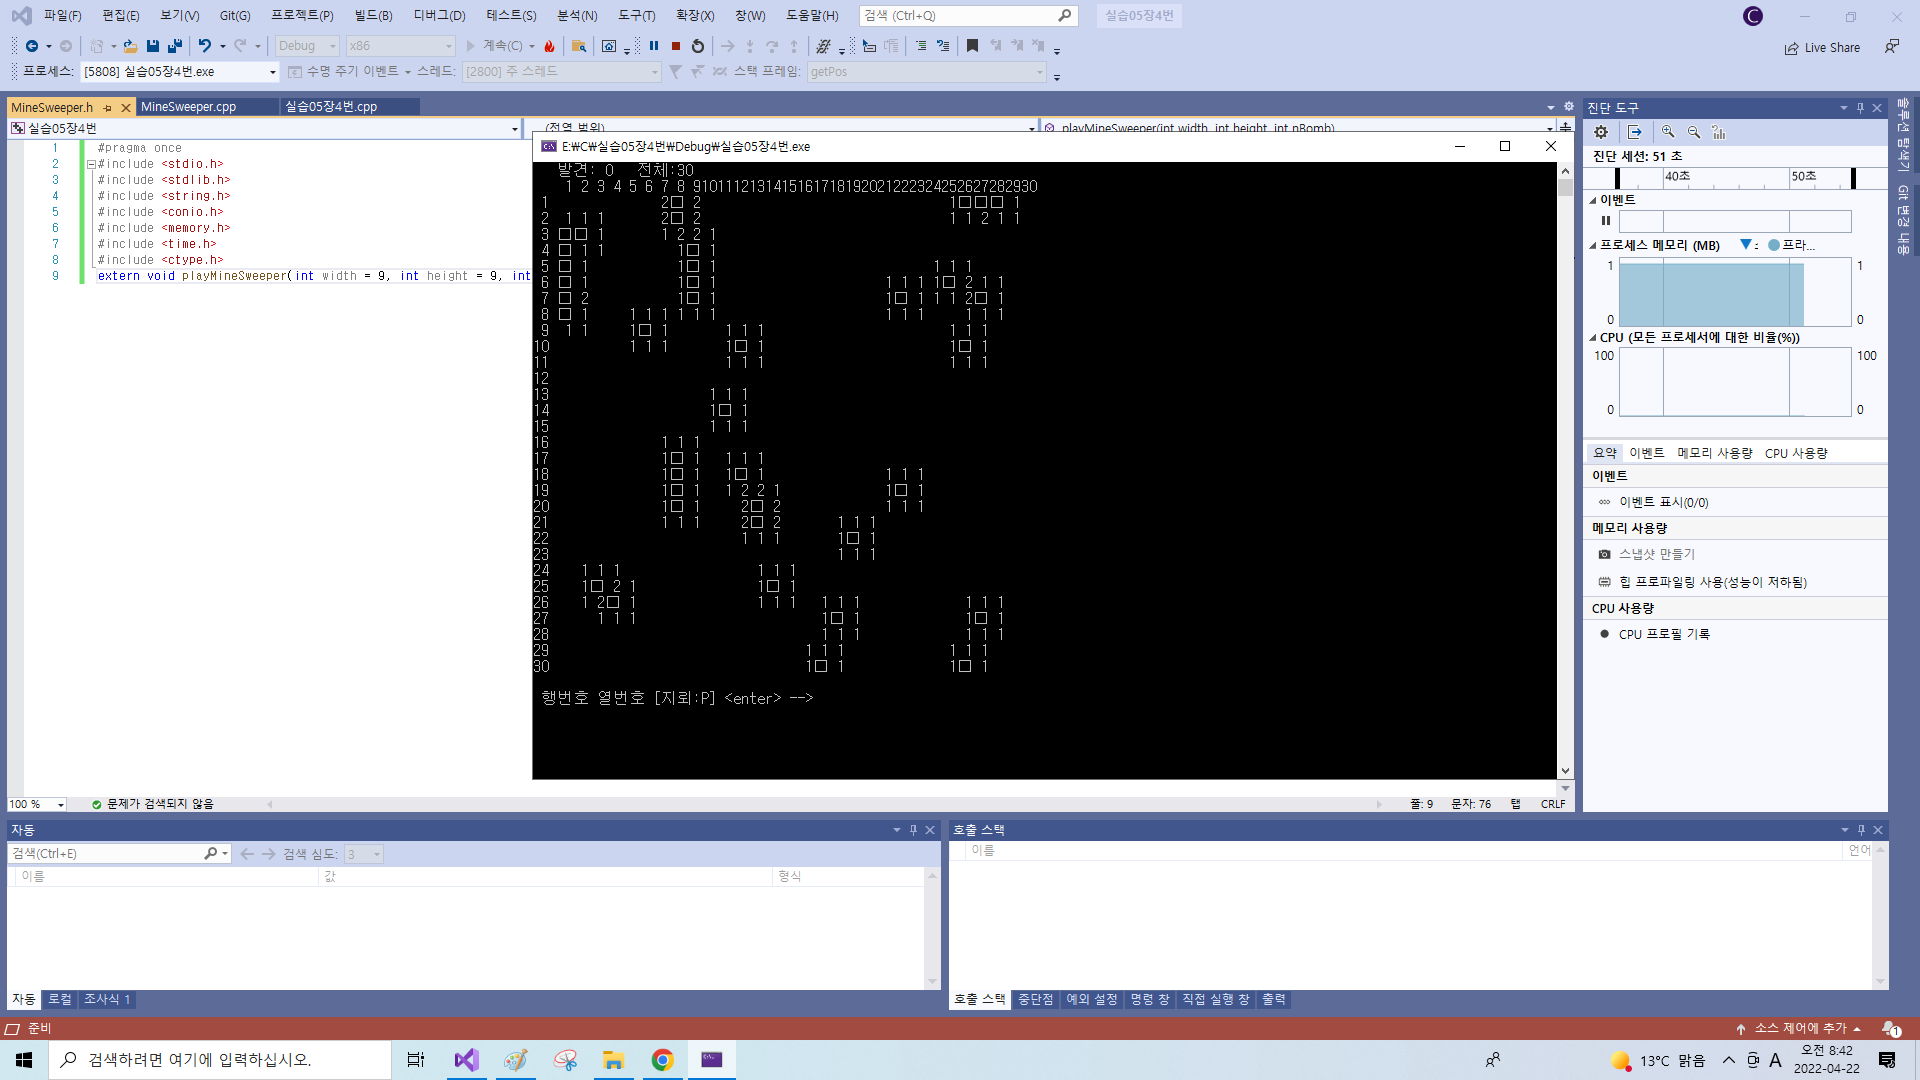 파일(F) 편집(E) 보기(V) Git(G) 프로젝트(P) 빌드(B) 디버그(D) 테스트(S) 분석(N) 도구(T) 확장(X) 창(W) 도움말(H) 검색 (Ctrl+Q) 실습05장4번 C
Debug x86 계속(C) Live Share
프로세스: [5808] 실습05장4번.exe 수명 주기 이벤트 스레드: [2800] 주 스레드 스택 프레임: getPos
MineSweeper.h MineSweeper.cpp 실습05장4번.cpp
실습05장4번 (전역 범위) playMineSweeper(int width, int height, int nBomb)
1 #pragma once
2 #include <stdio.h>
3 #include <stdlib.h>
4 #include <string.h>
5 #include <conio.h>
6 #include <memory.h>
7 #include <time.h>
8 #include <ctype.h>
9 extern void playMineSweeper(int width = 9, int height = 9, int
E:₩C₩실습05장4번₩Debug₩실습05장4번.exe
발견: 0 전체:30
1 2 3 4 5 6 7 8 9101112131415161718192021222324252627282930
1 2□ 2 1□□□ 1
2 1 1 1 2□ 2 1 1 2 1 1
3 □□ 1 1 2 2 1
4 □ 1 1 1□ 1
5 □ 1 1□ 1 1 1 1
6 □ 1 1□ 1 1 1 1 1□ 2 1 1
7 □ 2 1□ 1 1□ 1 1 1 2□ 1
8 □ 1 1 1 1 1 1 1 1 1 1 1 1 1
9 1 1 1□ 1 1 1 1 1 1 1
10 1 1 1 1□ 1 1□ 1
11 1 1 1 1 1 1
12
13 1 1 1
14 1□ 1
15 1 1 1
16 1 1 1
17 1□ 1 1 1 1
18 1□ 1 1□ 1 1 1 1
19 1□ 1 1 2 2 1 1□ 1
20 1□ 1 2□ 2 1 1 1
21 1 1 1 2□ 2 1 1 1
22 1 1 1 1□ 1
23 1 1 1
24 1 1 1 1 1 1
25 1□ 2 1 1□ 1
26 1 2□ 1 1 1 1 1 1 1 1 1 1
27 1 1 1 1□ 1 1□ 1
28 1 1 1 1 1 1
29 1 1 1 1 1 1
30 1□ 1 1□ 1
행번호 열번호 [지뢰:P] <enter> -->
100 % 문제가 검색되지 않음 줄: 9 문자: 76 탭 CRLF
진단 도구
진단 세션: 51 초
40초 50초
이벤트
프로세스 메모리 (MB) 프라...
1 1
0 0
CPU (모든 프로세서에 대한 비율(%))
100 100
0 0
요약 이벤트 메모리 사용량 CPU 사용량
이벤트
이벤트 표시(0/0)
메모리 사용량
스냅샷 만들기
힙 프로파일링 사용(성능이 저하됨)
CPU 사용량
CPU 프로필 기록
솔루션 탐색기
Git 변경 내용
자동
검색(Ctrl+E) 검색 심도: 3
이름 값 형식
자동 로컬 조사식 1
호출 스택
이름 언어
호출 스택 중단점 예외 설정 명령 창 직접 실행 창 출력
준비 소스 제어에 추가 1
검색하려면 여기에 입력하십시오.
13°C 맑음 A 오전 8:42
2022-04-22